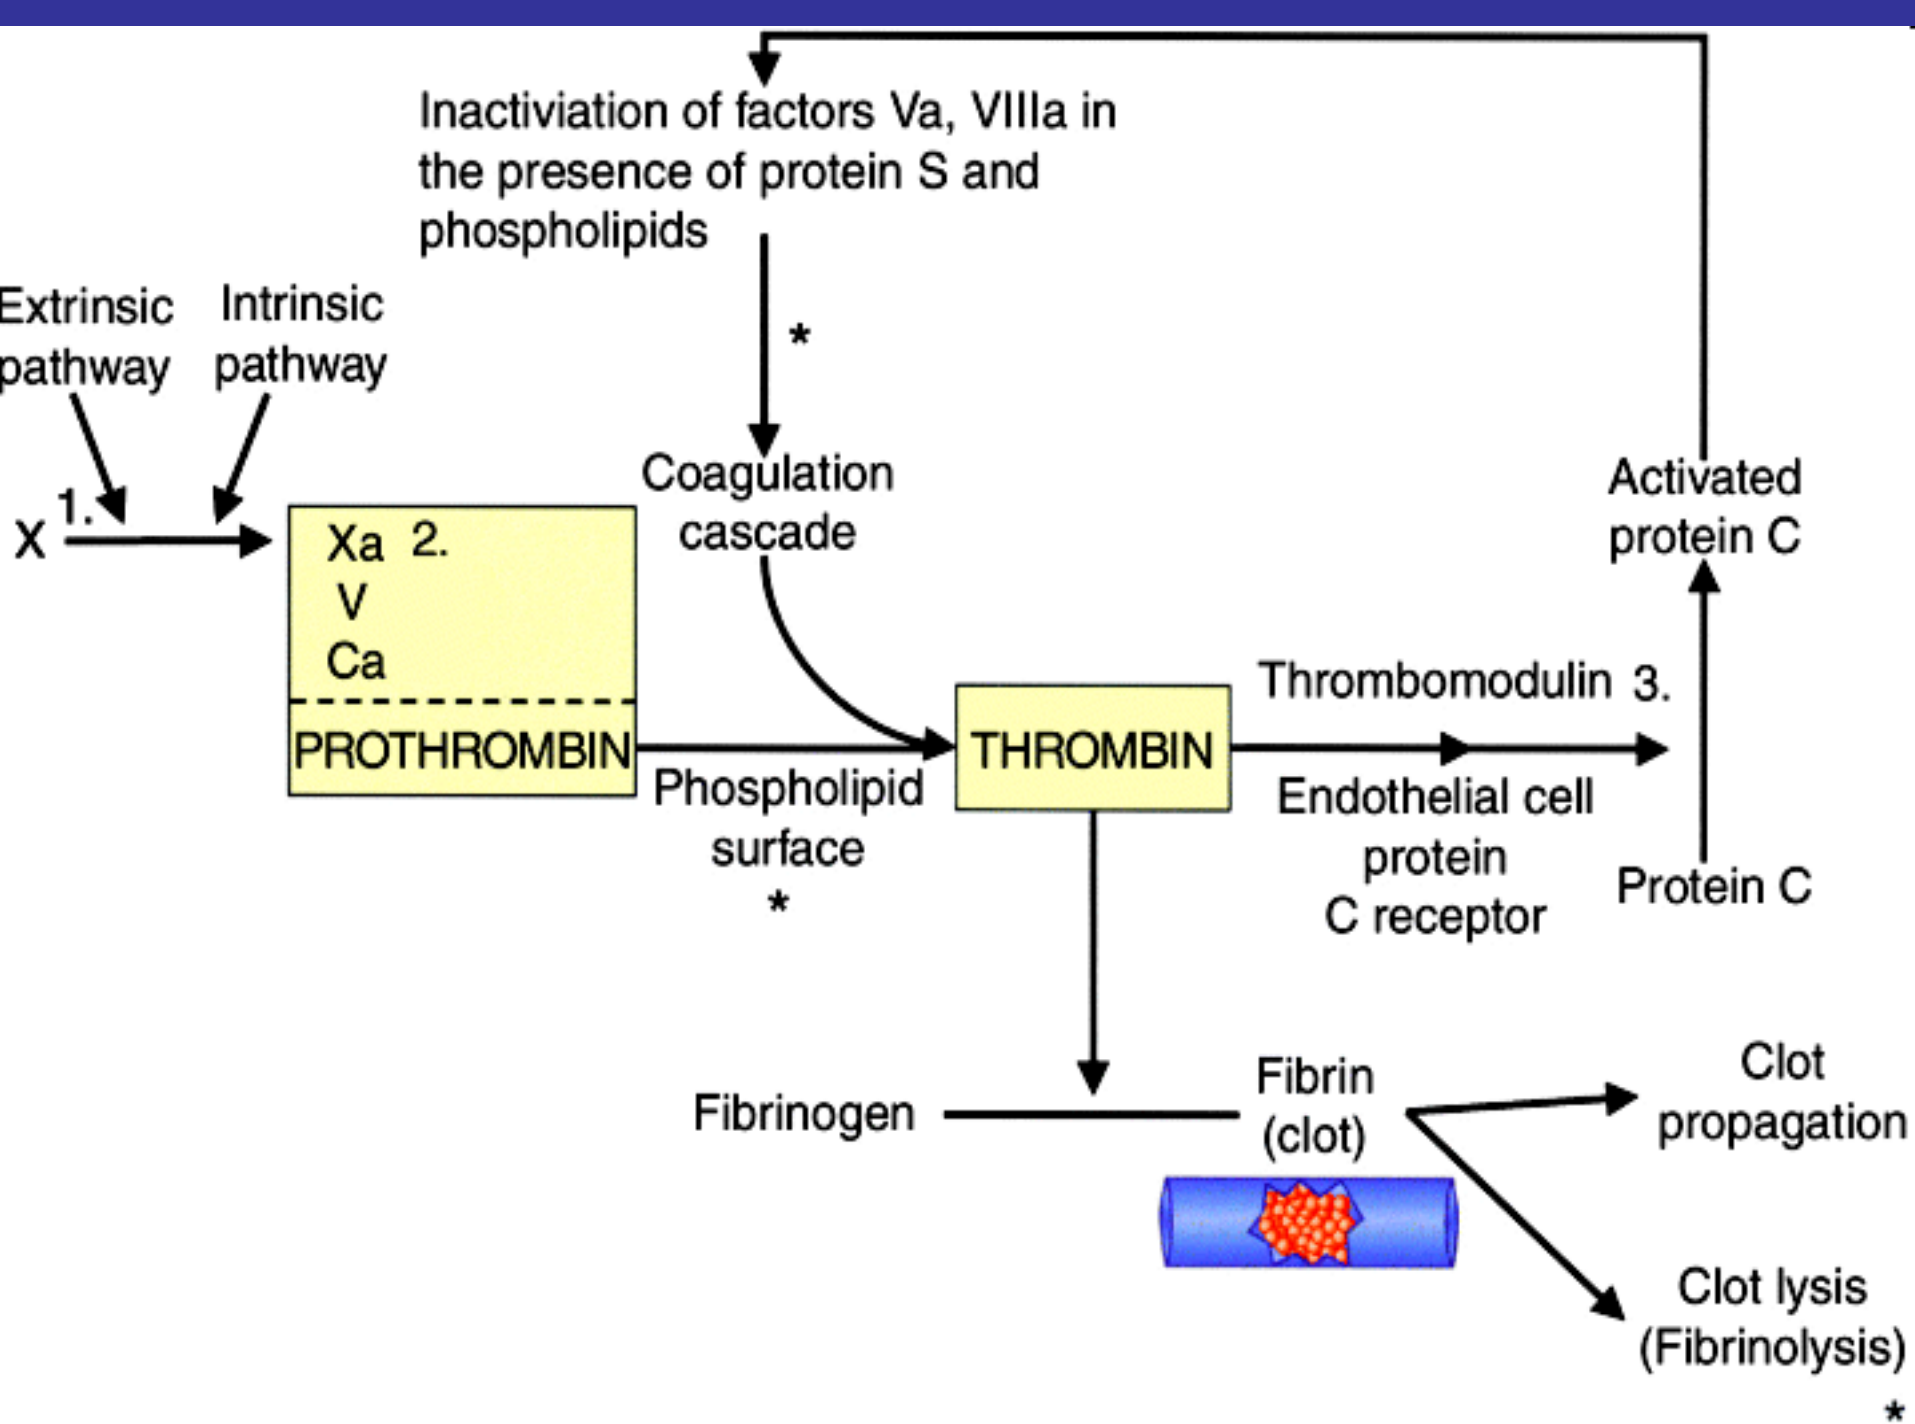 Inactiviation of factors Va, VIIIa in
the presence of protein S and
phospholipids
*
Extrinsic
pathway
Intrinsic
pathway
X
1.
Xa 2.
V
Ca
PROTHROMBIN
Coagulation
cascade
Phospholipid
surface
*
THROMBIN
Thrombomodulin 3.
Endothelial cell
protein
C receptor
Activated
protein C
Protein C
Fibrinogen
Fibrin
(clot)
Clot
propagation
Clot lysis
(Fibrinolysis)
*